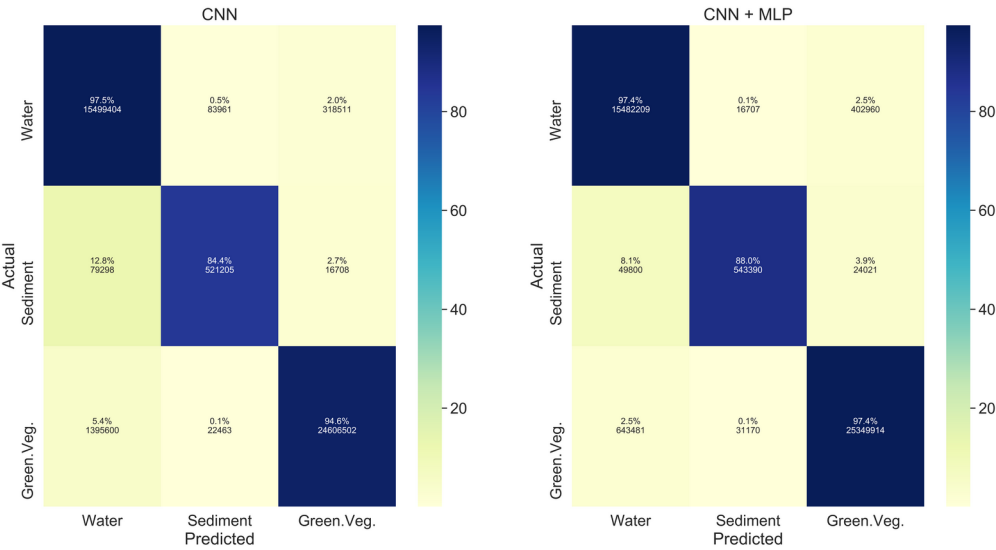 CNN
Water
97.5%
15499404
0.5%
83961
2.0%
318511
Actual
Sediment
12.8%
79298
84.4%
521205
2.7%
16708
Green.Veg.
5.4%
1395600
0.1%
22463
94.6%
24606502
Water
Sediment
Green.Veg.
Predicted
80
60
40
20
CNN + MLP
Water
97.4%
15482209
0.1%
16707
2.5%
402960
Actual
Sediment
8.1%
49800
88.0%
543390
3.9%
24021
Green.Veg.
2.5%
643481
0.1%
31170
97.4%
25349914
Water
Sediment
Green.Veg.
Predicted
80
60
40
20